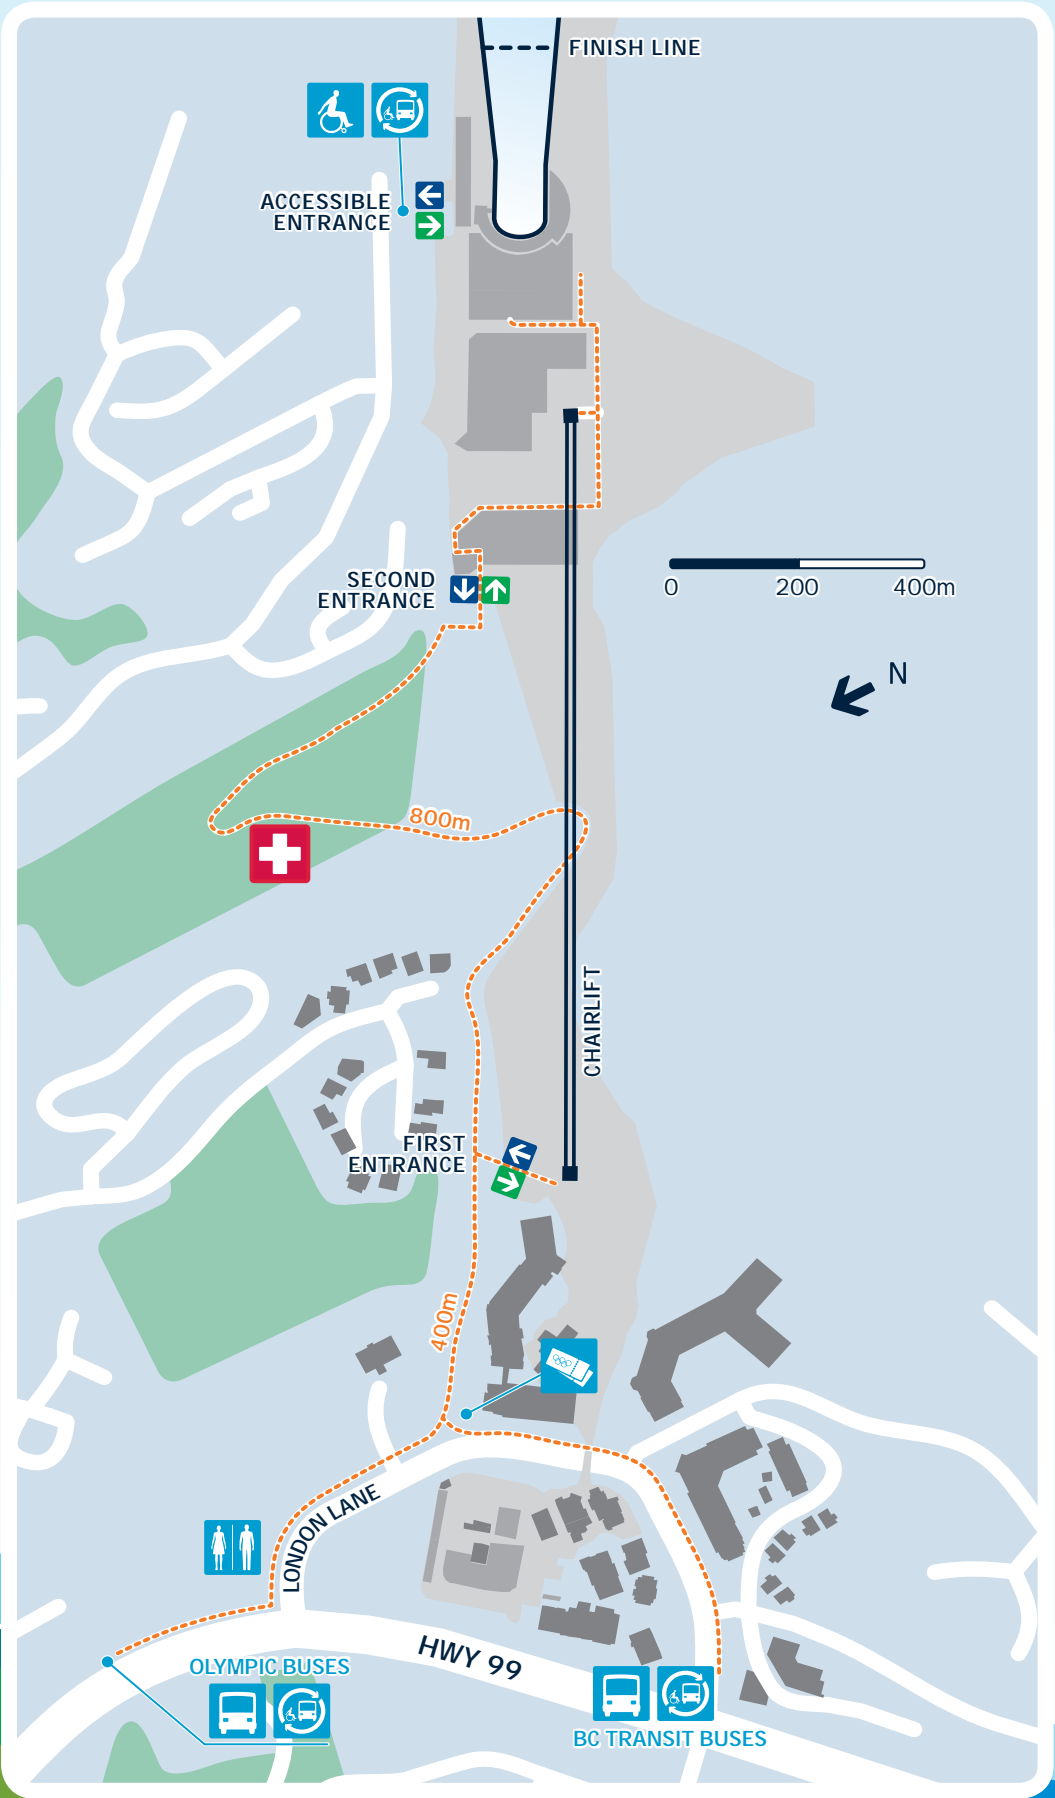 FINISH LINE
ACCESSIBLE
ENTRANCE
SECOND
ENTRANCE
0 200 400m
N
800m
CHAIRLIFT
FIRST
ENTRANCE
400m
LONDON LANE
HWY 99
OLYMPIC BUSES
BC TRANSIT BUSES